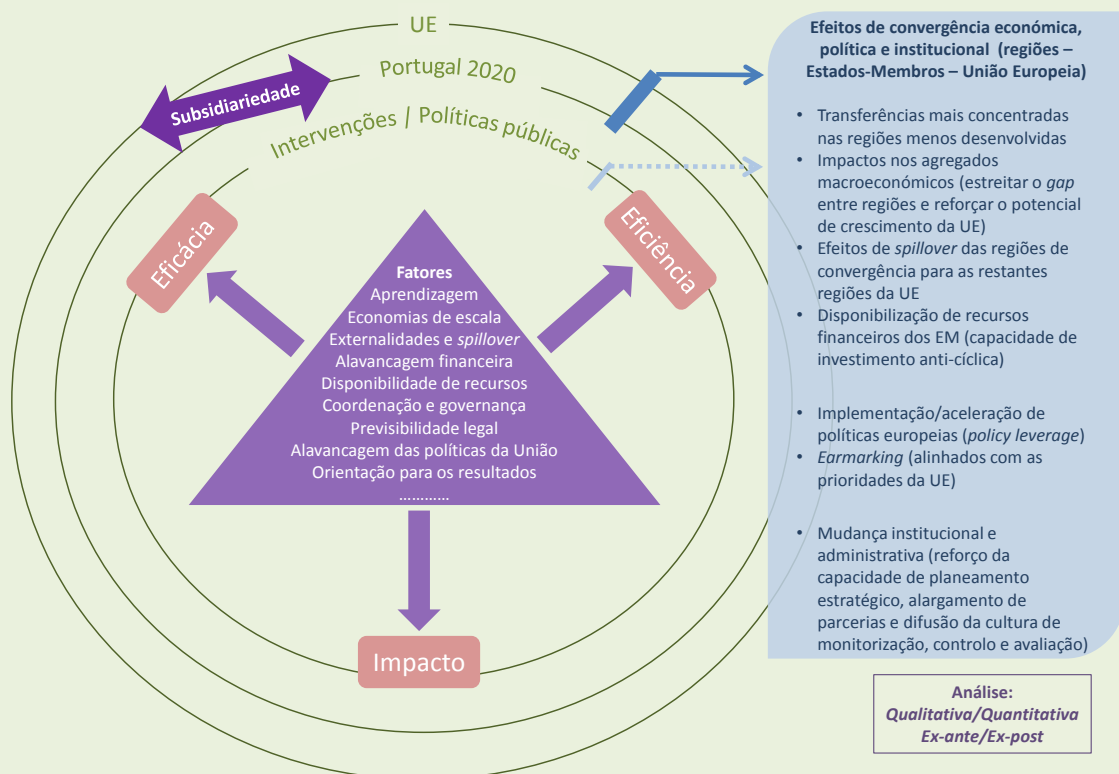 UE
Portugal 2020
Subsidiariedade
Intervenções | Políticas públicas
Eficácia
Eficiência
Fatores
Aprendizagem
Economias de escala
Externalidades e spillover
Alavancagem financeira
Disponibilidade de recursos
Coordenação e governança
Previsibilidade legal
Alavancagem das políticas da União
Orientação para os resultados
…………
Impacto
Efeitos de convergência económica,
política e institucional (regiões –
Estados-Membros – União Europeia)
• Transferências mais concentradas
nas regiões menos desenvolvidas
• Impactos nos agregados
macroeconómicos (estreitar o gap
entre regiões e reforçar o potencial
de crescimento da UE)
• Efeitos de spillover das regiões de
convergência para as restantes
regiões da UE
• Disponibilização de recursos
financeiros dos EM (capacidade de
investimento anti-cíclica)
• Implementação/aceleração de
políticas europeias (policy leverage)
• Earmarking (alinhados com as
prioridades da UE)
• Mudança institucional e
administrativa (reforço da
capacidade de planeamento
estratégico, alargamento de
parcerias e difusão da cultura de
monitorização, controlo e avaliação)
Análise:
Qualitativa/Quantitativa
Ex-ante/Ex-post